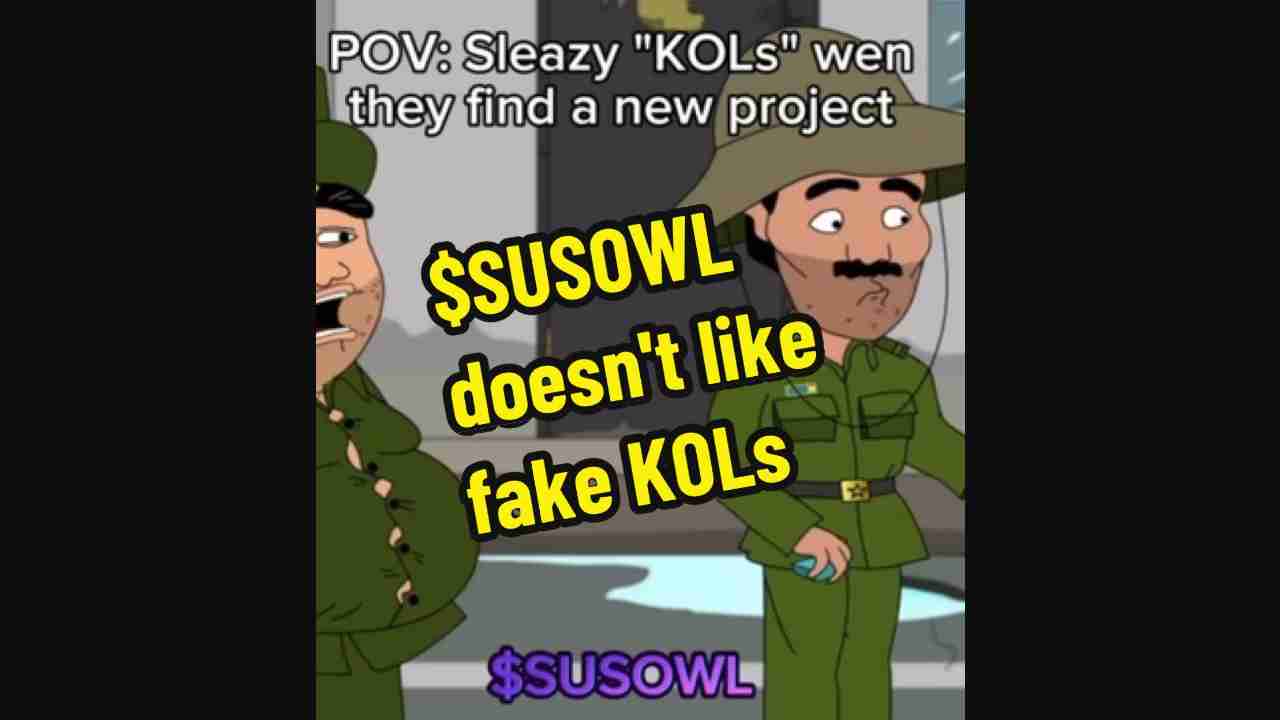 POV: Sleazy "KOLs" wen
they find a new project
$SUSOWL
doesn't like
fake KOLs
$SUSOWL